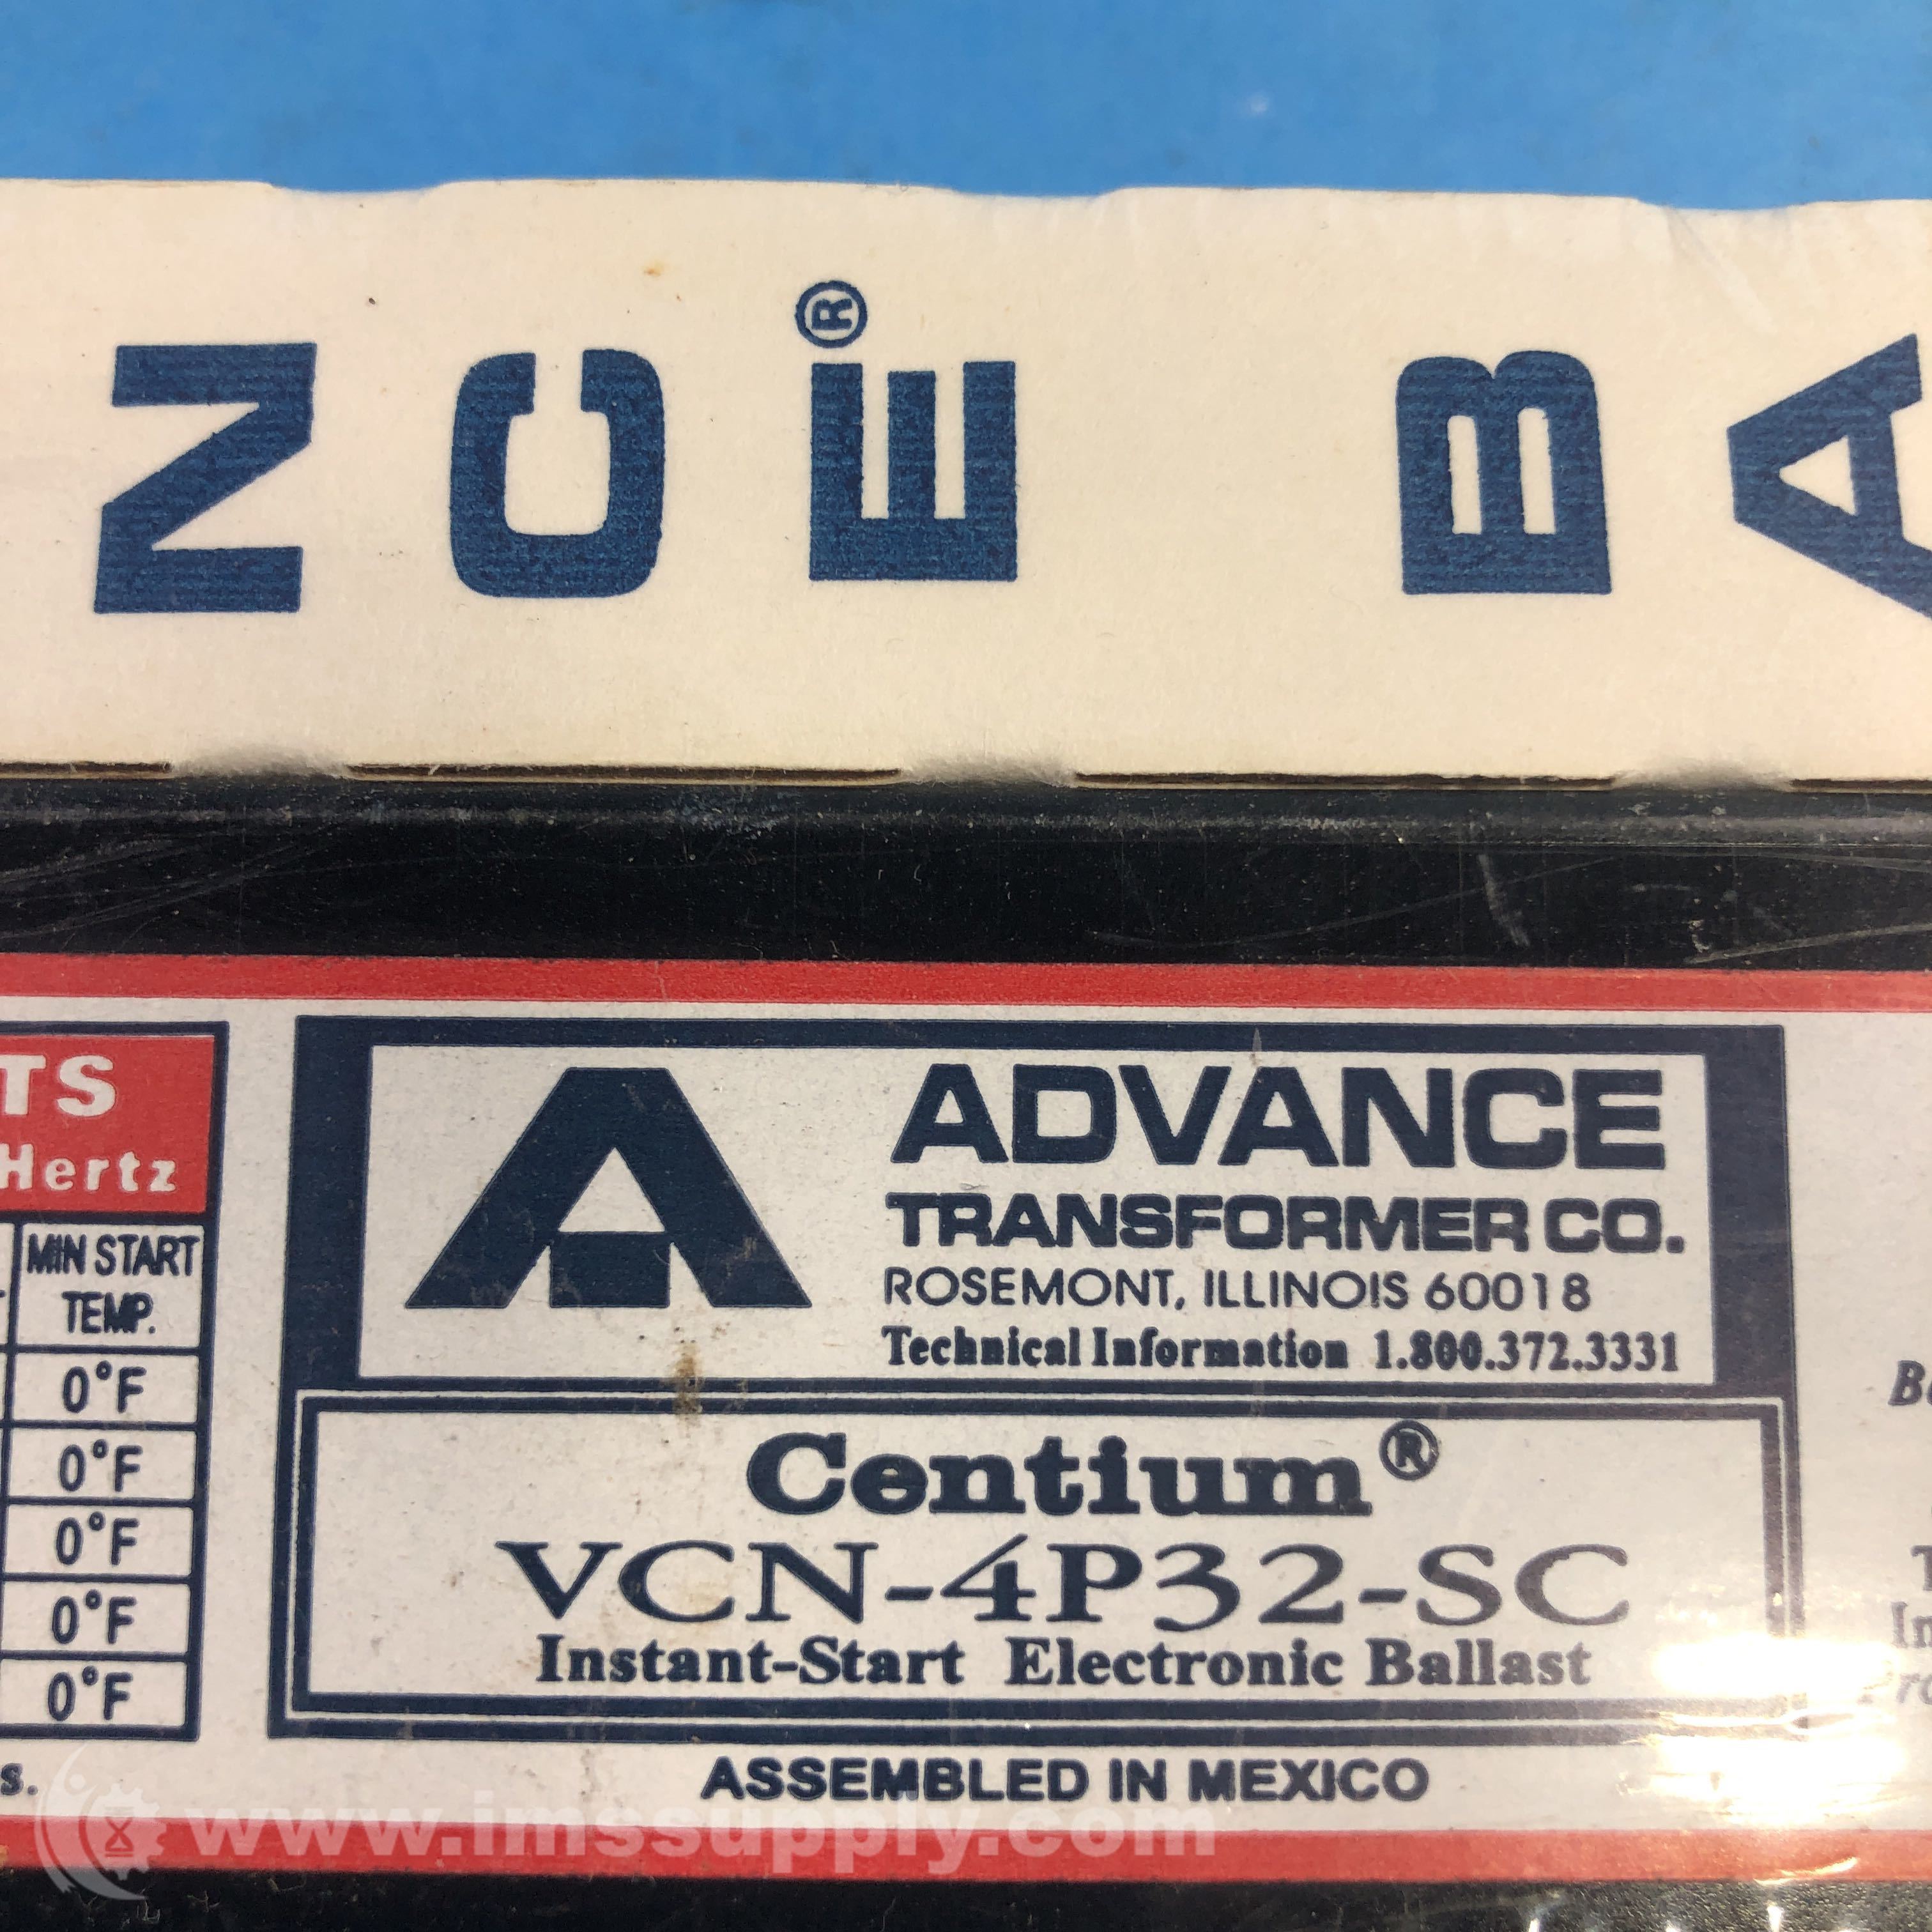 NCE® BA
TS
Hertz
MIN START
TEMP.
0°F
0°F
0°F
0°F
0°F
s.
ADVANCE
TRANSFORMER CO.
ROSEMONT, ILLINOIS 60018
Technical Information 1.800.372.3331
Centium®
VCN-4P32-SC
Instant-Start Electronic Ballast
ASSEMBLED IN MEXICO
www.imssupply.com